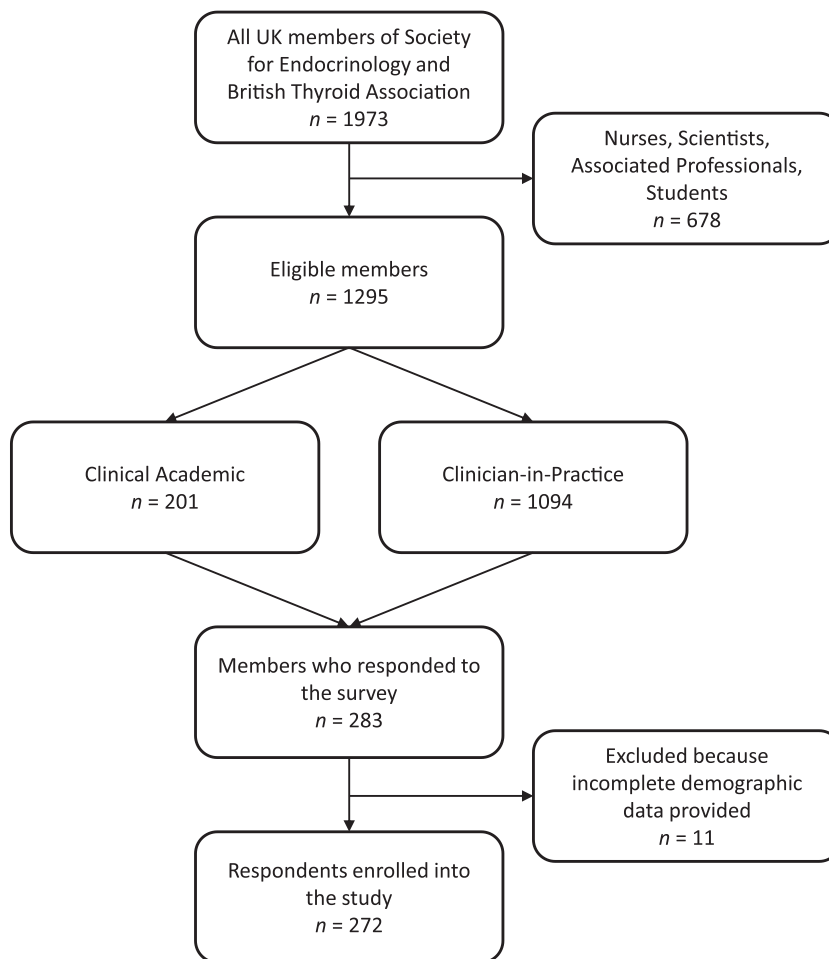 All UK members of Society
for Endocrinology and
British Thyroid Association
n = 1973
Nurses, Scientists,
Associated Professionals,
Students
n = 678
Eligible members
n = 1295
Clinical Academic
n = 201
Clinician-in-Practice
n = 1094
Members who responded to
the survey
n = 283
Excluded because
incomplete demographic
data provided
n = 11
Respondents enrolled into
the study
n = 272